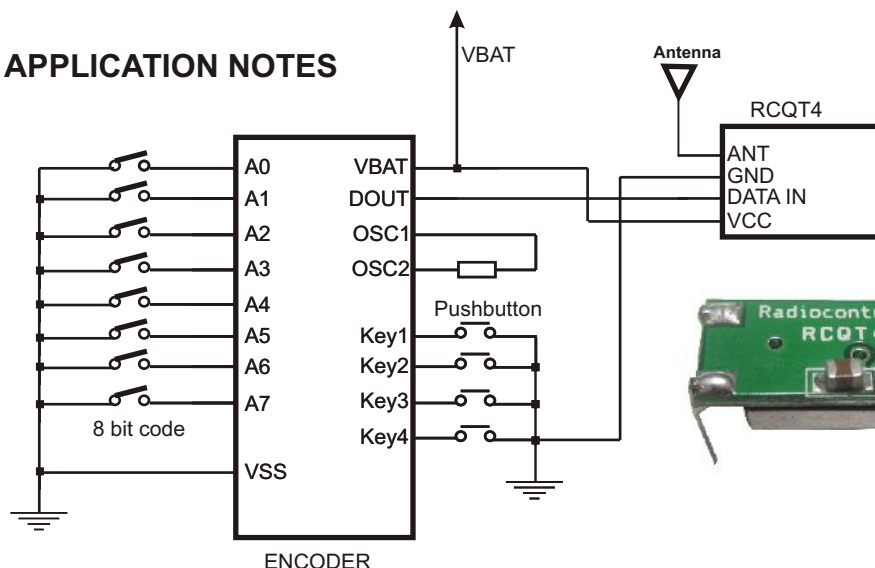 APPLICATION NOTES
VBAT
Antenna
RCQT4
A0
A1
A2
A3
A4
A5
A6
A7
VSS
VBAT
DOUT
OSC1
OSC2
Key1
Key2
Key3
Key4
ANT
GND
DATA IN
VCC
Pushbutton
8 bit code
ENCODER
Radiocont
RCQT